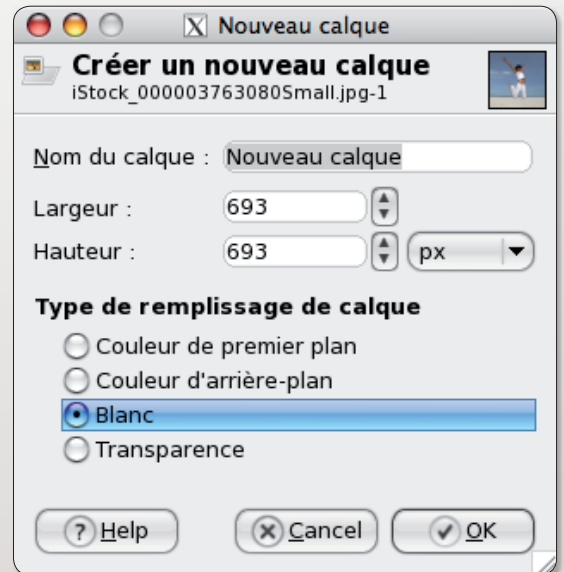 Nouveau calque
Créer un nouveau calque
iStock_000003763080Small.jpg-1
Nom du calque : Nouveau calque
Largeur : 693
Hauteur : 693 px
Type de remplissage de calque
Couleur de premier plan
Couleur d'arrière-plan
Blanc
Transparence
Help Cancel OK